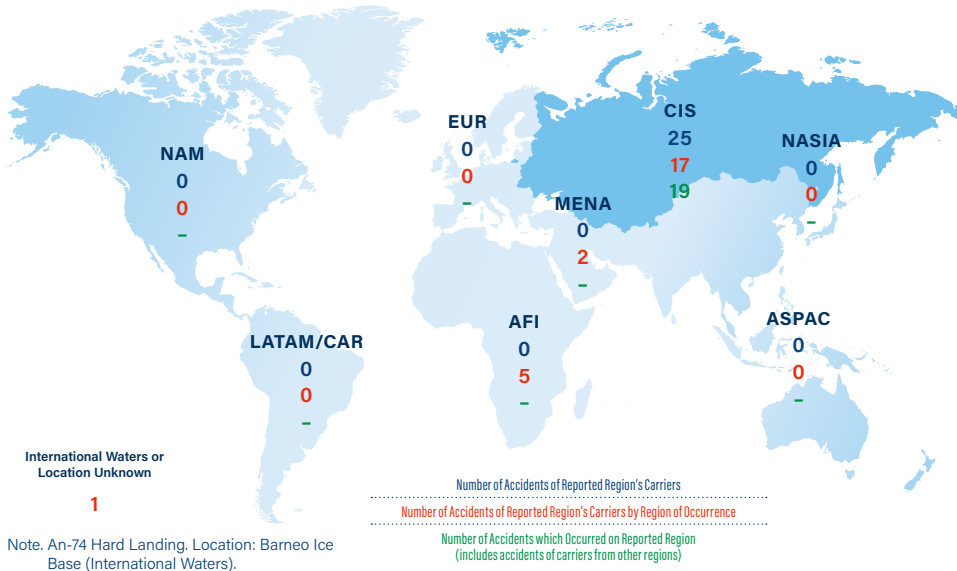 NAM
0
0
–
EUR
0
0
–
CIS
25
17
19
NASIA
0
0
–
MENA
0
2
–
AFI
0
5
–
ASPAC
0
0
–
LATAM/CAR
0
0
–
International Waters or
Location Unknown
1
Note. An-74 Hard Landing. Location: Barneo Ice
Base (International Waters).
Number of Accidents of Reported Region's Carriers
Number of Accidents of Reported Region's Carriers by Region of Occurrence
Number of Accidents which Occurred on Reported Region
(includes accidents of carriers from other regions)